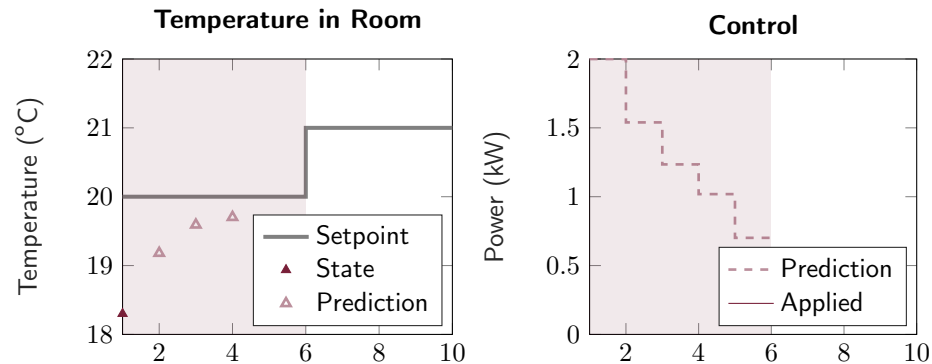 Temperature in Room
Temperature (°C)
22
21
20
19
18
2 4 6 8 10
Setpoint
State
Prediction
Control
Power (kW)
2
1.5
1
0.5
0
2 4 6 8 10
Prediction
Applied